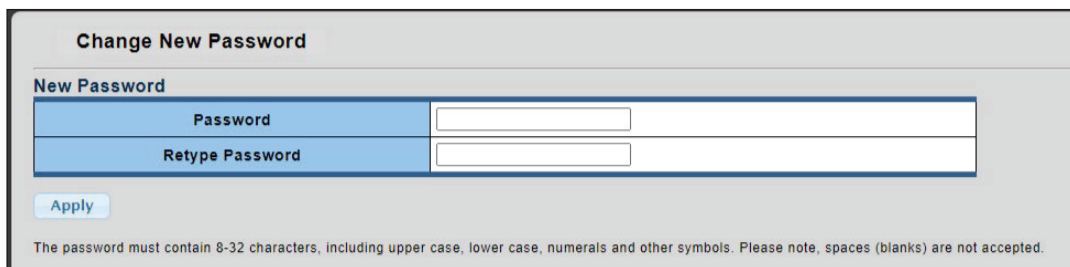 Change New Password
New Password
Password
Retype Password
Apply
The password must contain 8-32 characters, including upper case, lower case, numerals and other symbols. Please note, spaces (blanks) are not accepted.